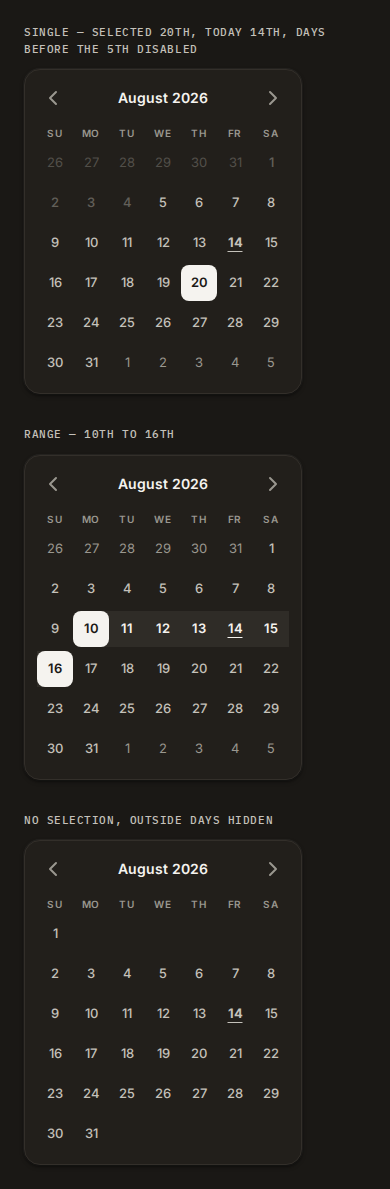 SINGLE — SELECTED 20TH, TODAY 14TH, DAYS
BEFORE THE 5TH DISABLED
August 2026
SU MO TU WE TH FR SA
26 27 28 29 30 31 1
2 3 4 5 6 7 8
9 10 11 12 13 14 15
16 17 18 19 20 21 22
23 24 25 26 27 28 29
30 31 1 2 3 4 5
RANGE — 10TH TO 16TH
August 2026
SU MO TU WE TH FR SA
26 27 28 29 30 31 1
2 3 4 5 6 7 8
9 10 11 12 13 14 15
16 17 18 19 20 21 22
23 24 25 26 27 28 29
30 31 1 2 3 4 5
NO SELECTION, OUTSIDE DAYS HIDDEN
August 2026
SU MO TU WE TH FR SA
1
2 3 4 5 6 7 8
9 10 11 12 13 14 15
16 17 18 19 20 21 22
23 24 25 26 27 28 29
30 31